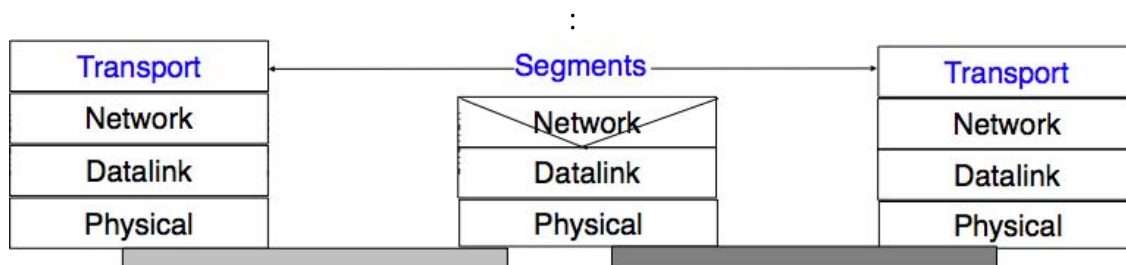 :
Transport Segments Transport
Network Network Network
Datalink Datalink Datalink
Physical Physical Physical